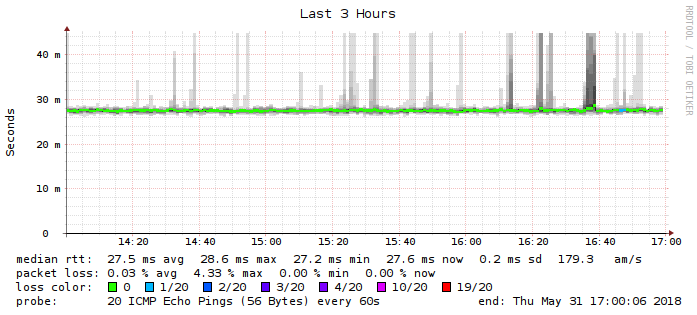 Last 3 Hours
RRDTOOL / TOBI OETIKER
Seconds
40 m
30 m
20 m
10 m
0
14:20 14:40 15:00 15:20 15:40 16:00 16:20 16:40 17:00
median rtt: 27.5 ms avg 28.6 ms max 27.2 ms min 27.6 ms now 0.2 ms sd 179.3 am/s
packet loss: 0.03 % avg 4.33 % max 0.00 % min 0.00 % now
loss color: 0 1/20 2/20 3/20 4/20 10/20 19/20
probe: 20 ICMP Echo Pings (56 Bytes) every 60s end: Thu May 31 17:00:06 2018